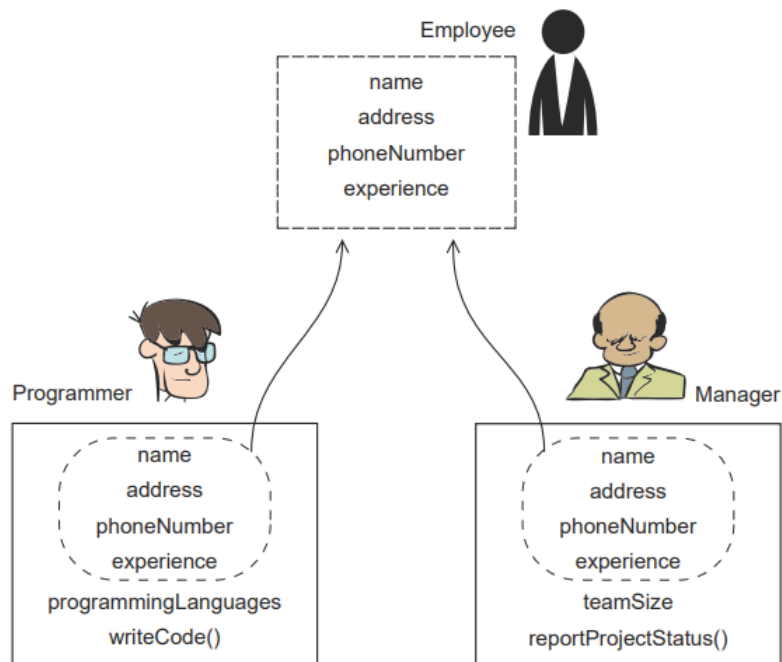 Employee
name
address
phoneNumber
experience
Programmer
name
address
phoneNumber
experience
programmingLanguages
writeCode()
Manager
name
address
phoneNumber
experience
teamSize
reportProjectStatus()